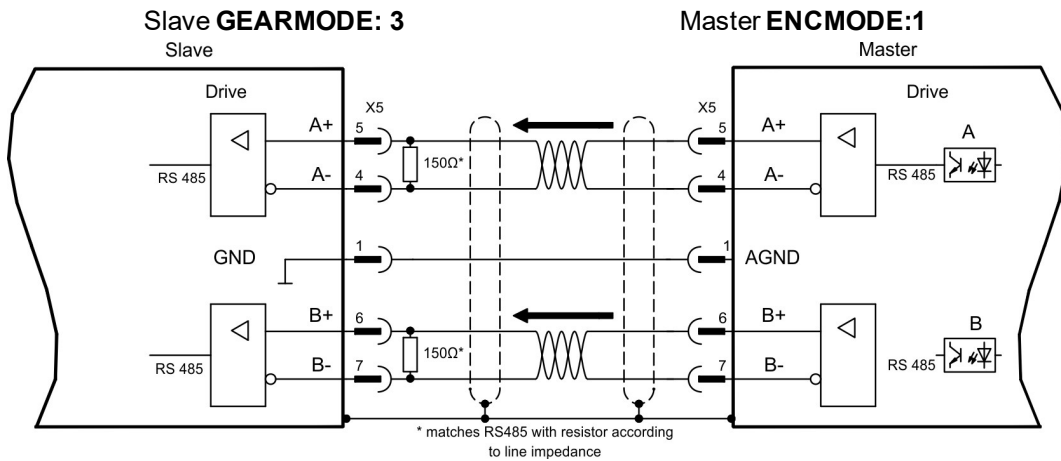 Slave GEARMODE: 3
Master ENCMODE:1
Slave
Master
Drive
X5
X5
Drive
A+
5
5
A+
A
150Ω*
RS 485
A-
4
4
A-
RS 485
GND
1
1
AGND
B+
6
6
B+
B
150Ω*
RS 485
B-
7
7
B-
RS 485
* matches RS485 with resistor according
to line impedance